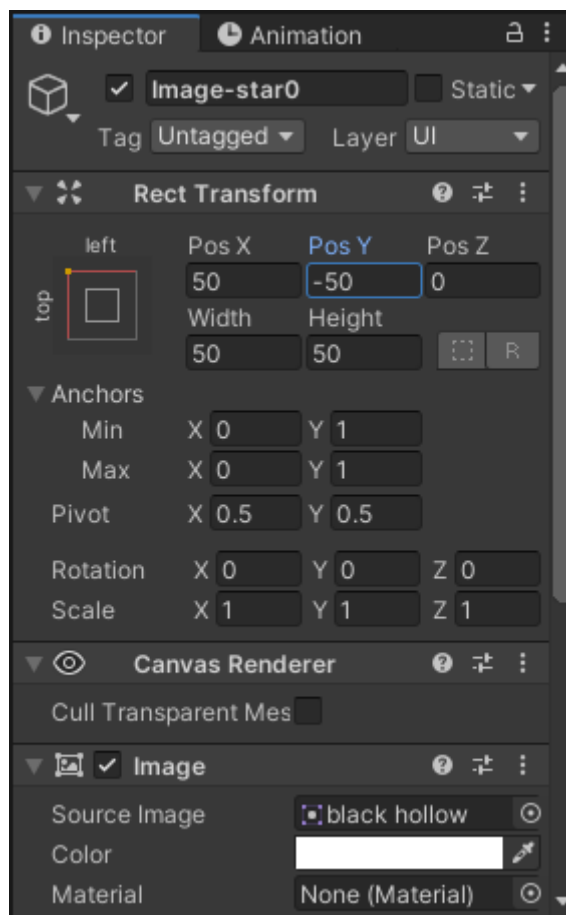 Inspector Animation
Image-star0 Static
Tag Untagged Layer UI
Rect Transform
left Pos X Pos Y Pos Z
top
50 -50 0
Width Height
50 50 R
Anchors
Min X 0 Y 1
Max X 0 Y 1
Pivot X 0.5 Y 0.5
Rotation X 0 Y 0 Z 0
Scale X 1 Y 1 Z 1
Canvas Renderer
Cull Transparent Mes
Image
Source Image black hollow
Color
Material None (Material)